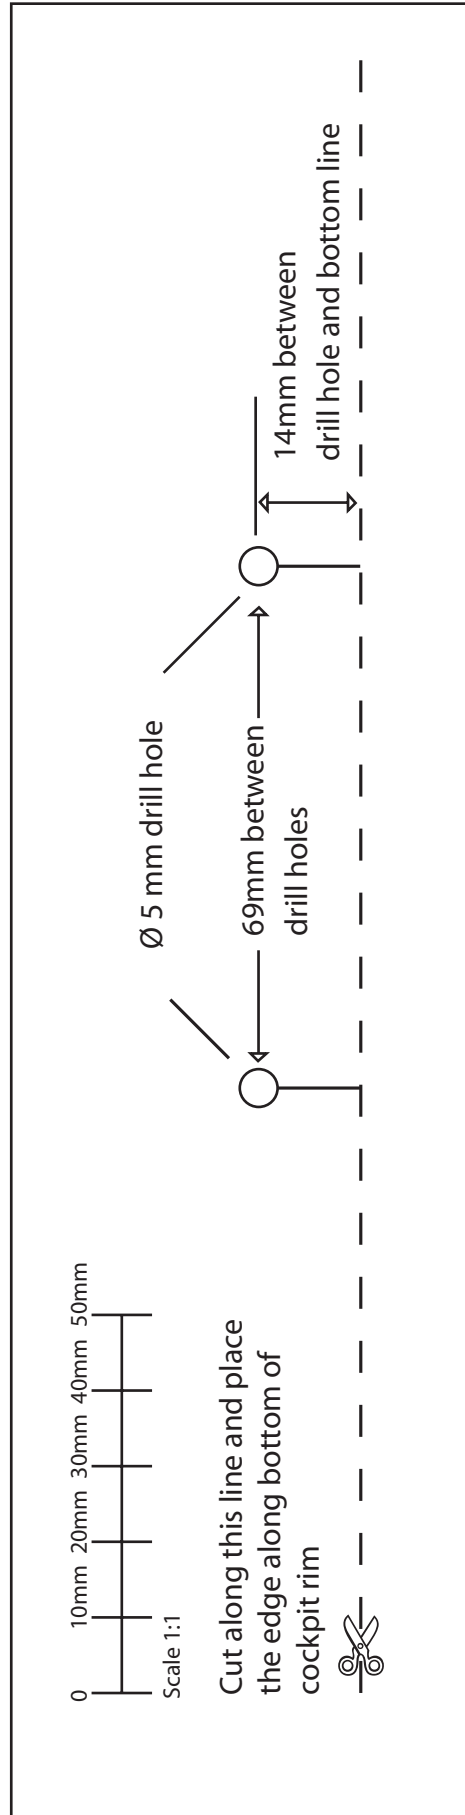 0 10mm 20mm 30mm 40mm 50mm
Scale 1:1
Cut along this line and place
the edge along bottom of
cockpit rim
Ø 5 mm drill hole
69mm between
drill holes
14mm between
drill hole and bottom line